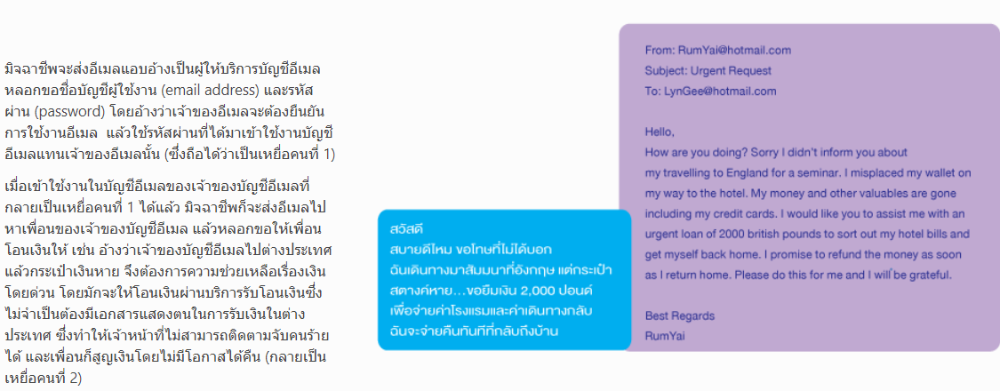 มิจฉาชีพจะส่งอีเมลแอบอ้างเป็นผู้ให้บริการบัญชีอีเมล
หลอกขอชื่อบัญชีผู้ใช้งาน (email address) และรหัส
ผ่าน (password) โดยอ้างว่าเจ้าของอีเมลจะต้องยืนยัน
การใช้งานอีเมล แล้วใช้รหัสผ่านที่ได้มาเข้าใช้งานบัญชี
อีเมลแทนเจ้าของอีเมลนั้น (ซึ่งถือได้ว่าเป็นเหยื่อคนที่ 1)
เมื่อเข้าใช้งานในบัญชีอีเมลของเจ้าของบัญชีอีเมลที่
กลายเป็นเหยื่อคนที่ 1 ได้แล้ว มิจฉาชีพก็จะส่งอีเมลไป
หาเพื่อนของเจ้าของบัญชีอีเมล แล้วหลอกขอให้เพื่อน
โอนเงินให้ เช่น อ้างว่าเจ้าของบัญชีอีเมลไปต่างประเทศ
แล้วกระเป๋าเงินหาย จึงต้องการความช่วยเหลือเรื่องเงิน
โดยด่วน โดยมักจะให้โอนเงินผ่านบริการรับโอนเงินซึ่ง
ไม่จำเป็นต้องมีเอกสารแสดงตนในการรับเงินในต่าง
ประเทศ ซึ่งทำให้เจ้าหน้าที่ไม่สามารถติดตามจับคนร้าย
ได้ และเพื่อนก็สูญเงินโดยไม่มีโอกาสได้คืน (กลายเป็น
เหยื่อคนที่ 2)
สวัสดี
สบายดีไหม ขอโทษที่ไม่ได้บอก
ฉันเดินทางมาสัมมนาที่อังกฤษ แต่กระเป๋า
สตางค์หาย...ขอยืมเงิน 2,000 ปอนด์
เพื่อจ่ายค่าโรงแรมและค่าเดินทางกลับ
ฉันจะจ่ายคืนทันทีที่กลับถึงบ้าน
From: RumYai@hotmail.com
Subject: Urgent Request
To: LynGee@hotmail.com
Hello,
How are you doing? Sorry I didn't inform you about
my travelling to England for a seminar. I misplaced my wallet on
my way to the hotel. My money and other valuables are gone
including my credit cards. I would like you to assist me with an
urgent loan of 2000 british pounds to sort out my hotel bills and
get myself back home. I promise to refund the money as soon
as I return home. Please do this for me and I will be grateful.
Best Regards
RumYai